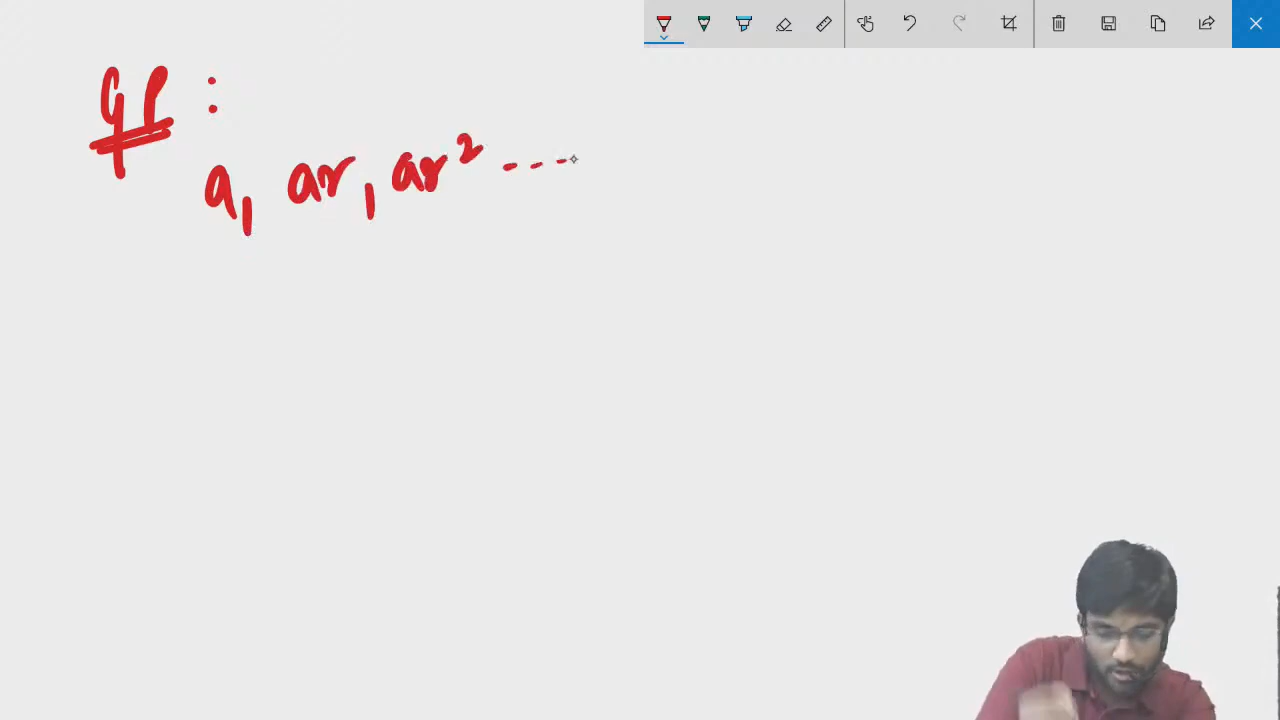 GP :
a, ar, ar² ----